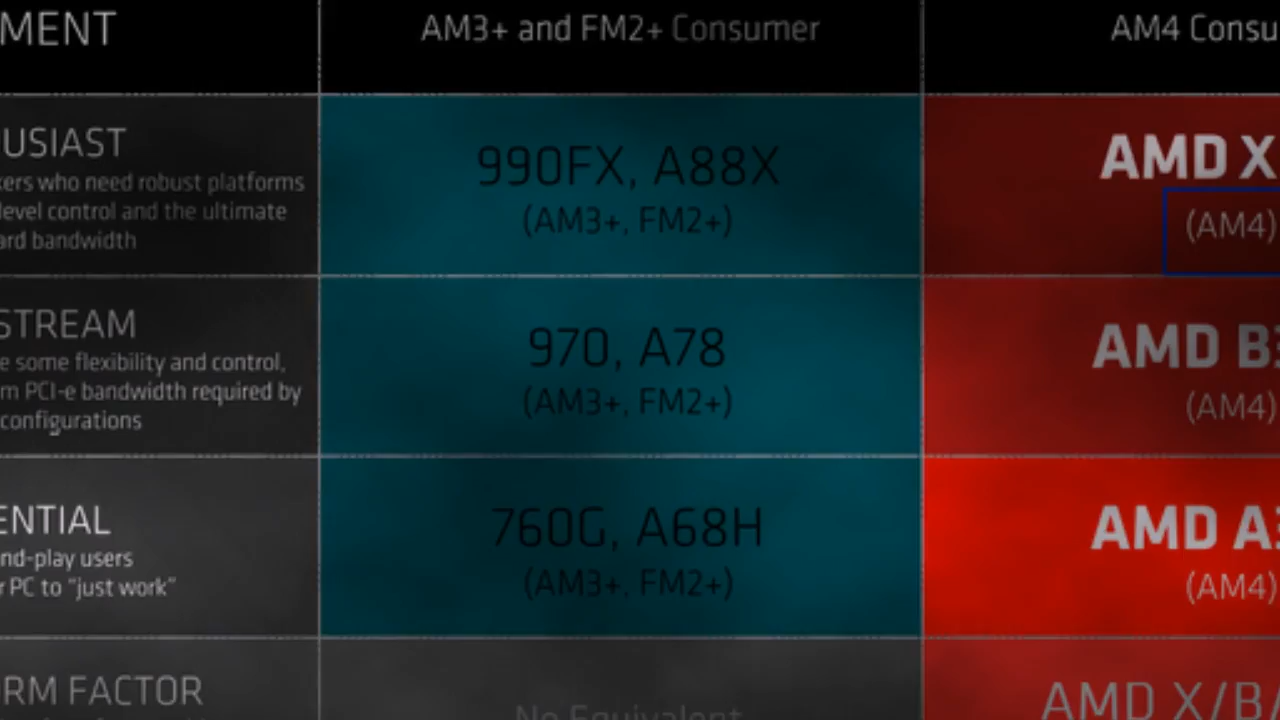 MENT
AM3+ and FM2+ Consumer
AM4 Consu
USIAST
kers who need robust platforms
level control and the ultimate
ard bandwidth
990FX, A88X
(AM3+, FM2+)
AMD X
(AM4)
STREAM
e some flexibility and control,
m PCI-e bandwidth required by
configurations
970, A78
(AM3+, FM2+)
AMD B3
(AM4)
ENTIAL
nd-play users
r PC to "just work"
760G, A68H
(AM3+, FM2+)
AMD A3
(AM4)
RM FACTOR
No Equivalent
AMD X/B/